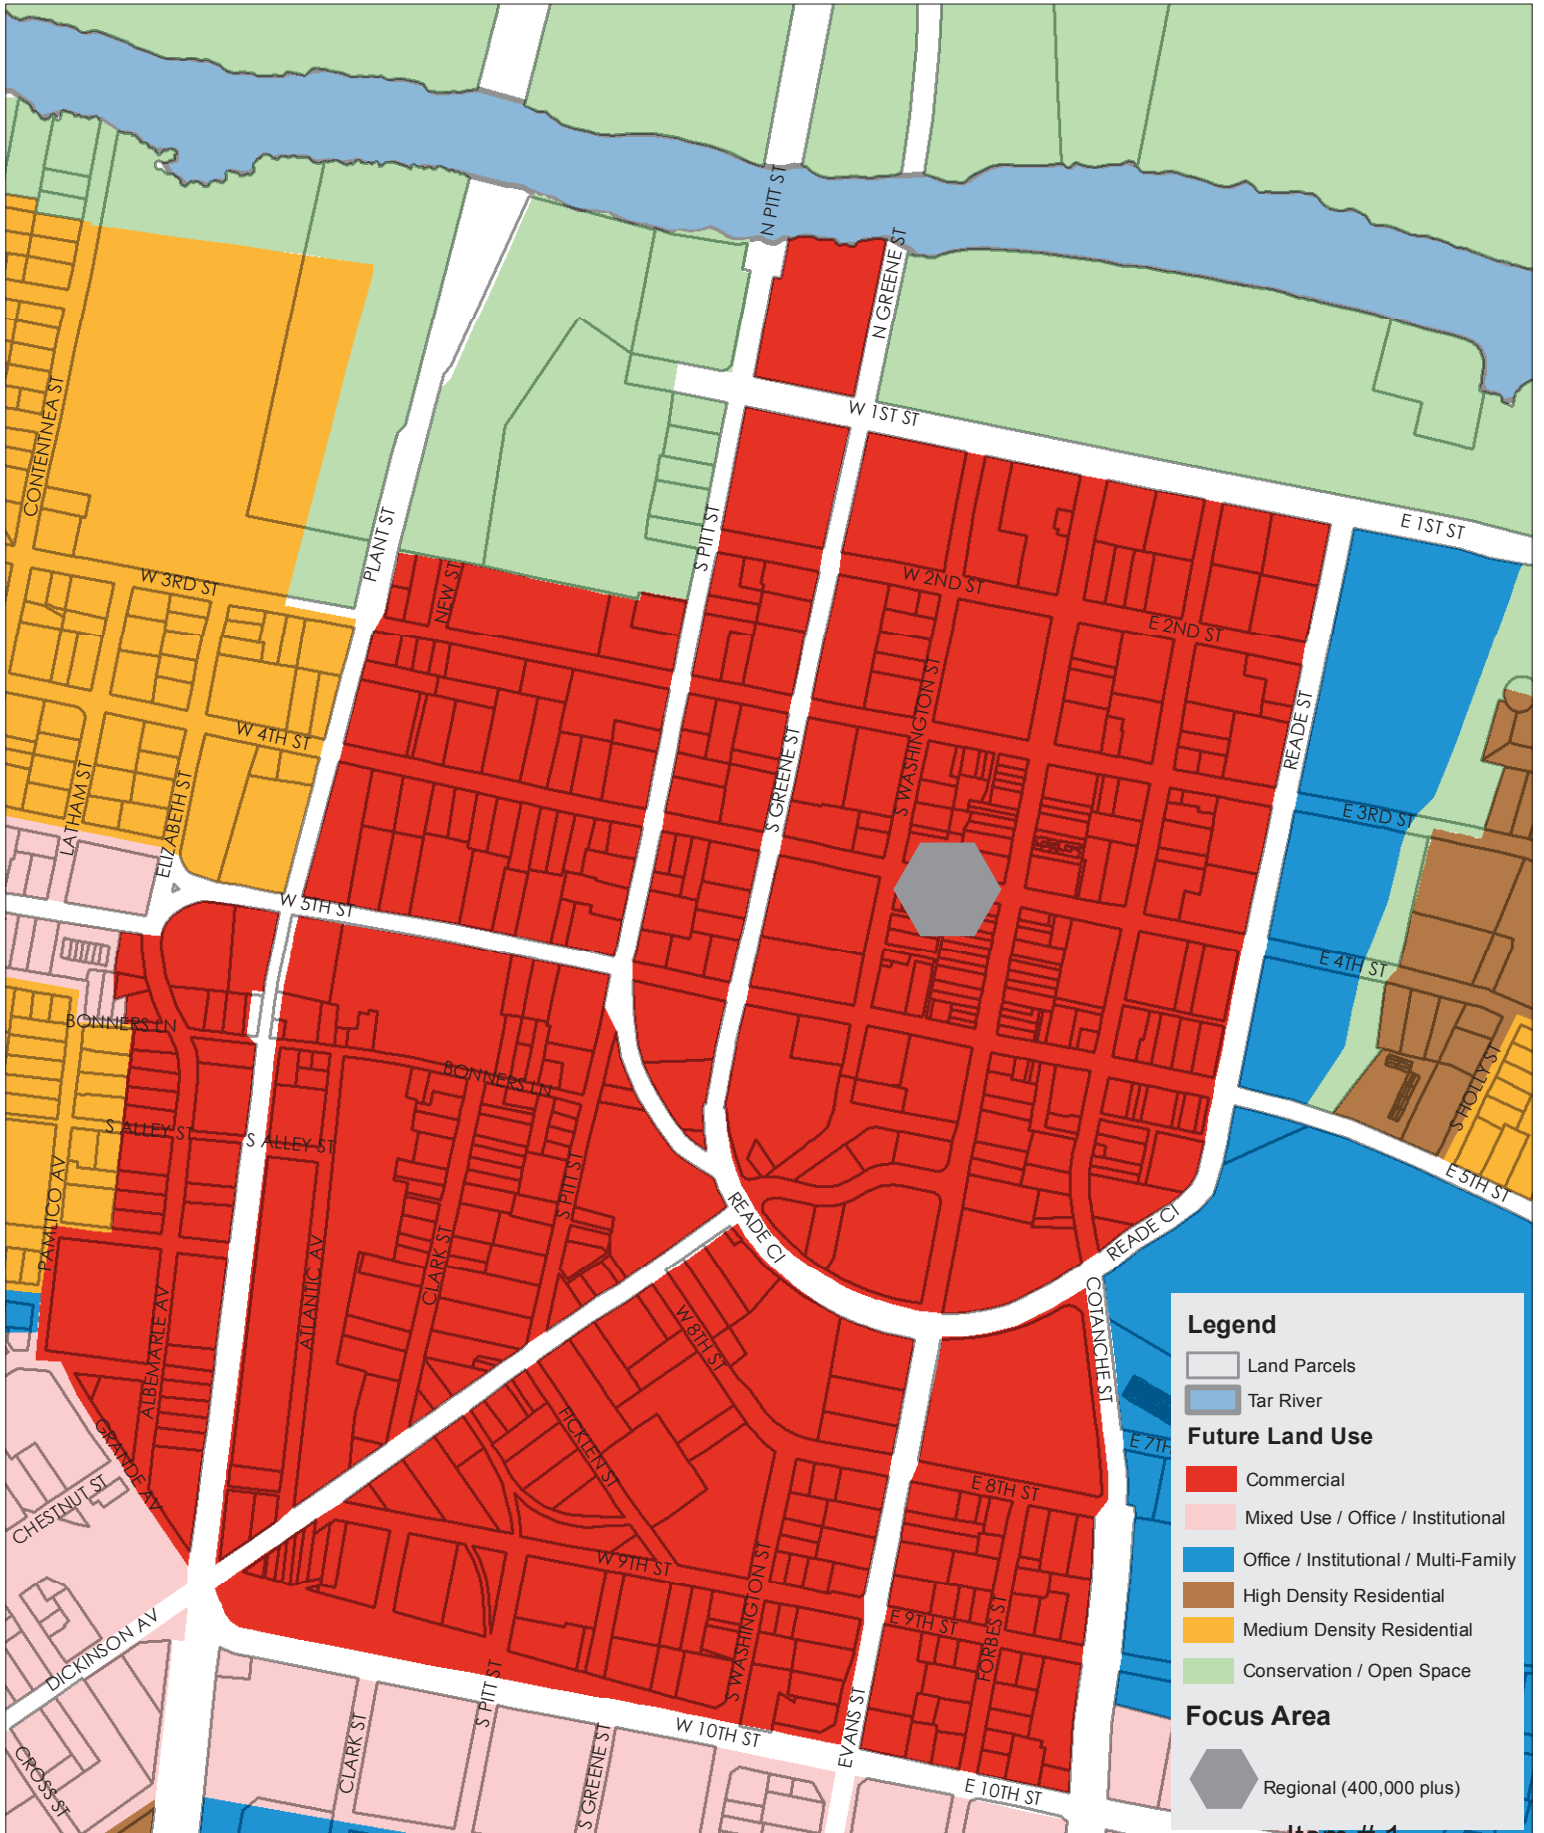 N PITT ST
N GREENE ST
W 1ST ST
CONTENTNEA ST
E 1ST ST
PLANT ST
S PITT ST
W 3RD ST
NEW ST
W 2ND ST
E 2ND ST
S WASHINGTON ST
READE ST
W 4TH ST
S GREENE ST
LATHAM ST
ELIZABETH ST
E 3RD ST
W 5TH ST
E 4TH ST
BONNERS LN
BONNERS LN
S HOLLY ST
S ALLEY ST
S ALLEY ST
E 5TH ST
PAMLICO AV
S PITT ST
READE CI
READE CI
CLARK ST
ATLANTIC AV
ALBEMARLE AV
W 8TH ST
COTANCHE ST
FICKLEN ST
GRANDE AV
CHESTNUT ST
E 7TH
E 8TH ST
W 9TH ST
S WASHINGTON ST
E 9TH ST
FORBES ST
DICKINSON AV
S PITT ST
W 10TH ST
EVANS ST
CLARK ST
S GREENE ST
E 10TH ST
CROSS ST
Legend
Land Parcels
Tar River
Future Land Use
Commercial
Mixed Use / Office / Institutional
Office / Institutional / Multi-Family
High Density Residential
Medium Density Residential
Conservation / Open Space
Focus Area
Regional (400,000 plus)
Item # 1